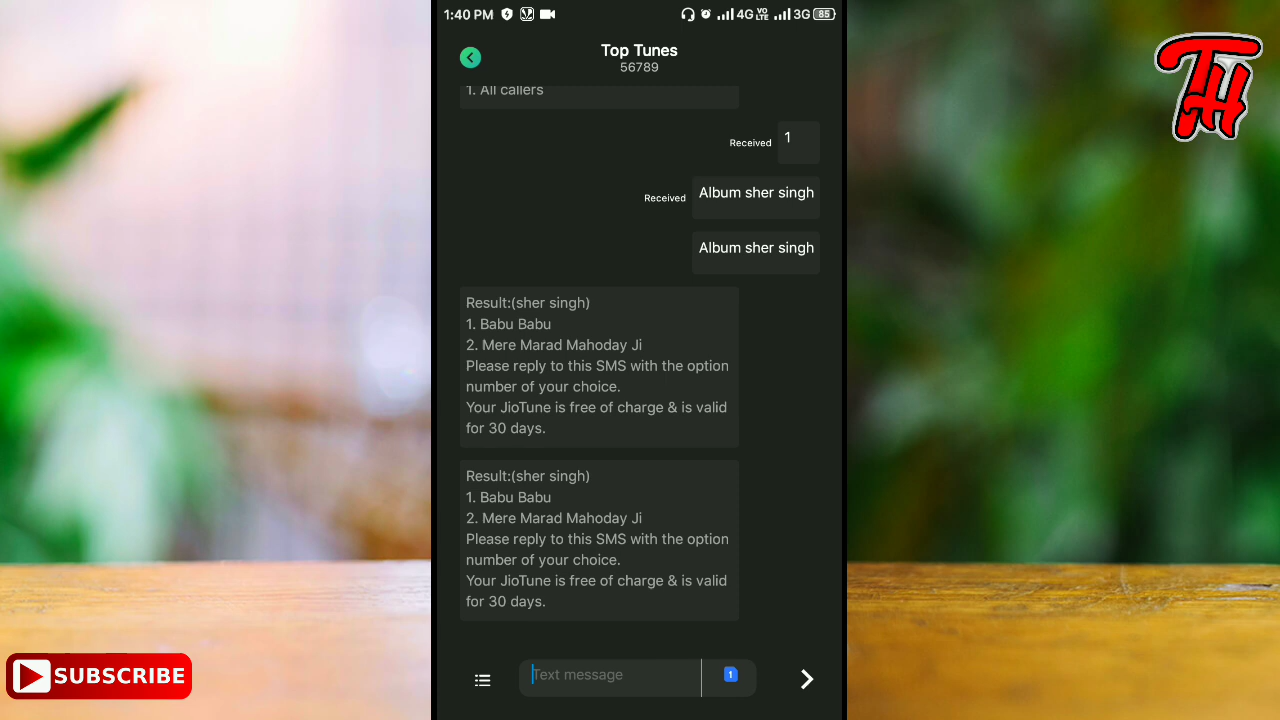 1:40 PM
4G VO LTE 3G 85
Top Tunes
56789
TH
1. All callers
Received 1
Received Album sher singh
Album sher singh
Result:(sher singh)
1. Babu Babu
2. Mere Marad Mahoday Ji
Please reply to this SMS with the option
number of your choice.
Your JioTune is free of charge & is valid
for 30 days.
Result:(sher singh)
1. Babu Babu
2. Mere Marad Mahoday Ji
Please reply to this SMS with the option
number of your choice.
Your JioTune is free of charge & is valid
for 30 days.
Text message
1
SUBSCRIBE